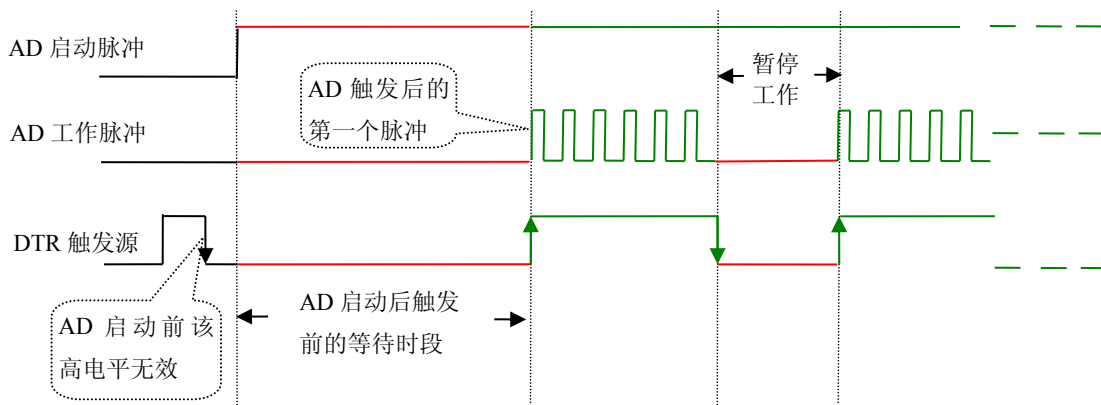 AD 启动脉冲
暂停
工作
AD 触发后的
第一个脉冲
AD 工作脉冲
DTR 触发源
AD 启动前该
高电平无效
AD 启动后触发
前的等待时段